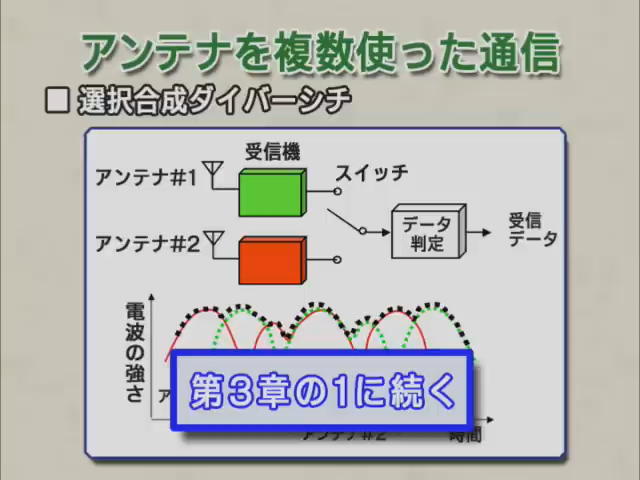 アンテナを複数使った通信
■ 選択合成ダイバーシチ
受信機
アンテナ#1
スイッチ
アンテナ#2
データ
判定
受信
データ
電波の強さ
第3章の1に続く
アンテナ#2
時間